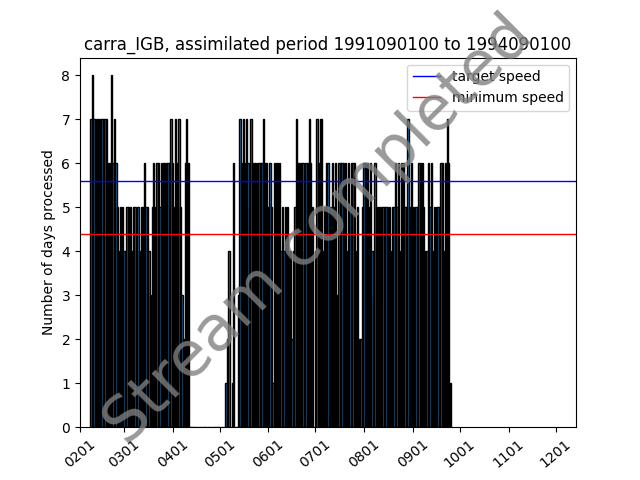 carra_IGB, assimilated period 1991090100 to 1994090100
target speed
minimum speed
Number of days processed
8
7
6
5
4
3
2
1
0
0201 0301 0401 0501 0601 0701 0801 0901 1001 1101 1201
Stream completed